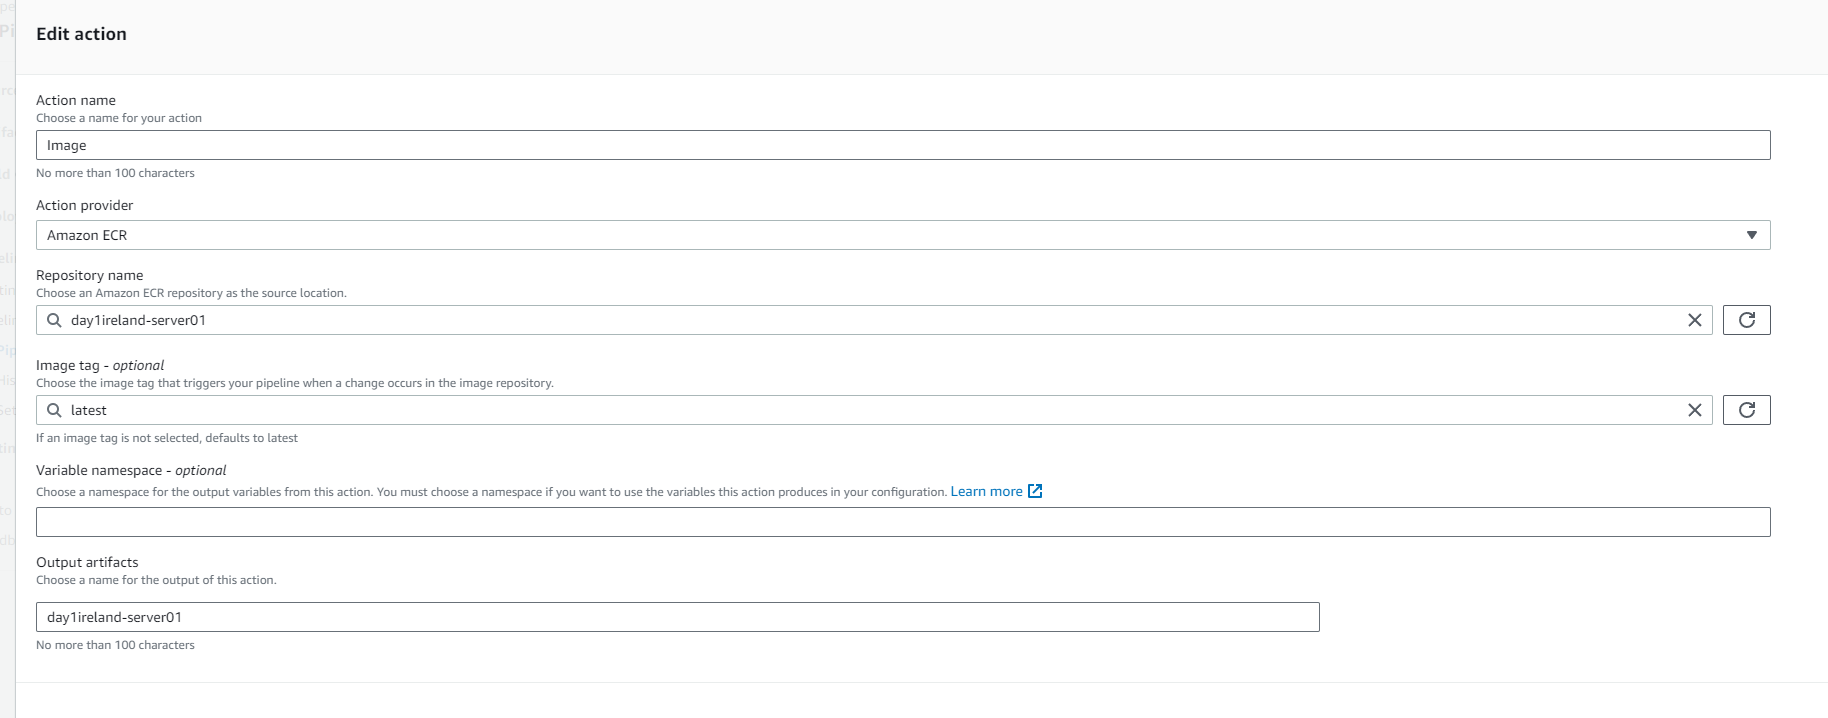 Edit action
Action name
Choose a name for your action
Image
No more than 100 characters
Action provider
Amazon ECR
Repository name
Choose an Amazon ECR repository as the source location.
day1ireland-server01
Image tag - optional
Choose the image tag that triggers your pipeline when a change occurs in the image repository.
latest
If an image tag is not selected, defaults to latest
Variable namespace - optional
Choose a namespace for the output variables from this action. You must choose a namespace if you want to use the variables this action produces in your configuration. Learn more
Output artifacts
Choose a name for the output of this action.
day1ireland-server01
No more than 100 characters